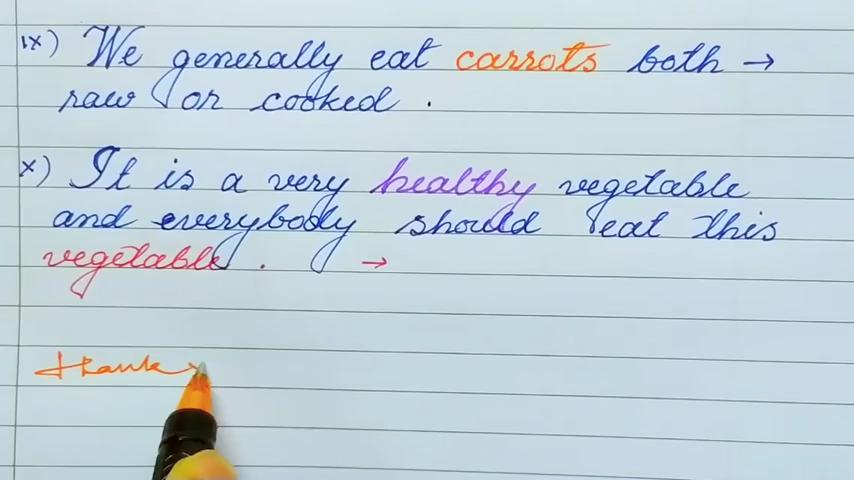 ix) We generally eat carrots both →
raw or cooked .
x) It is a very healthy vegetable
and everybody should eat this
vegetable . →
Thank